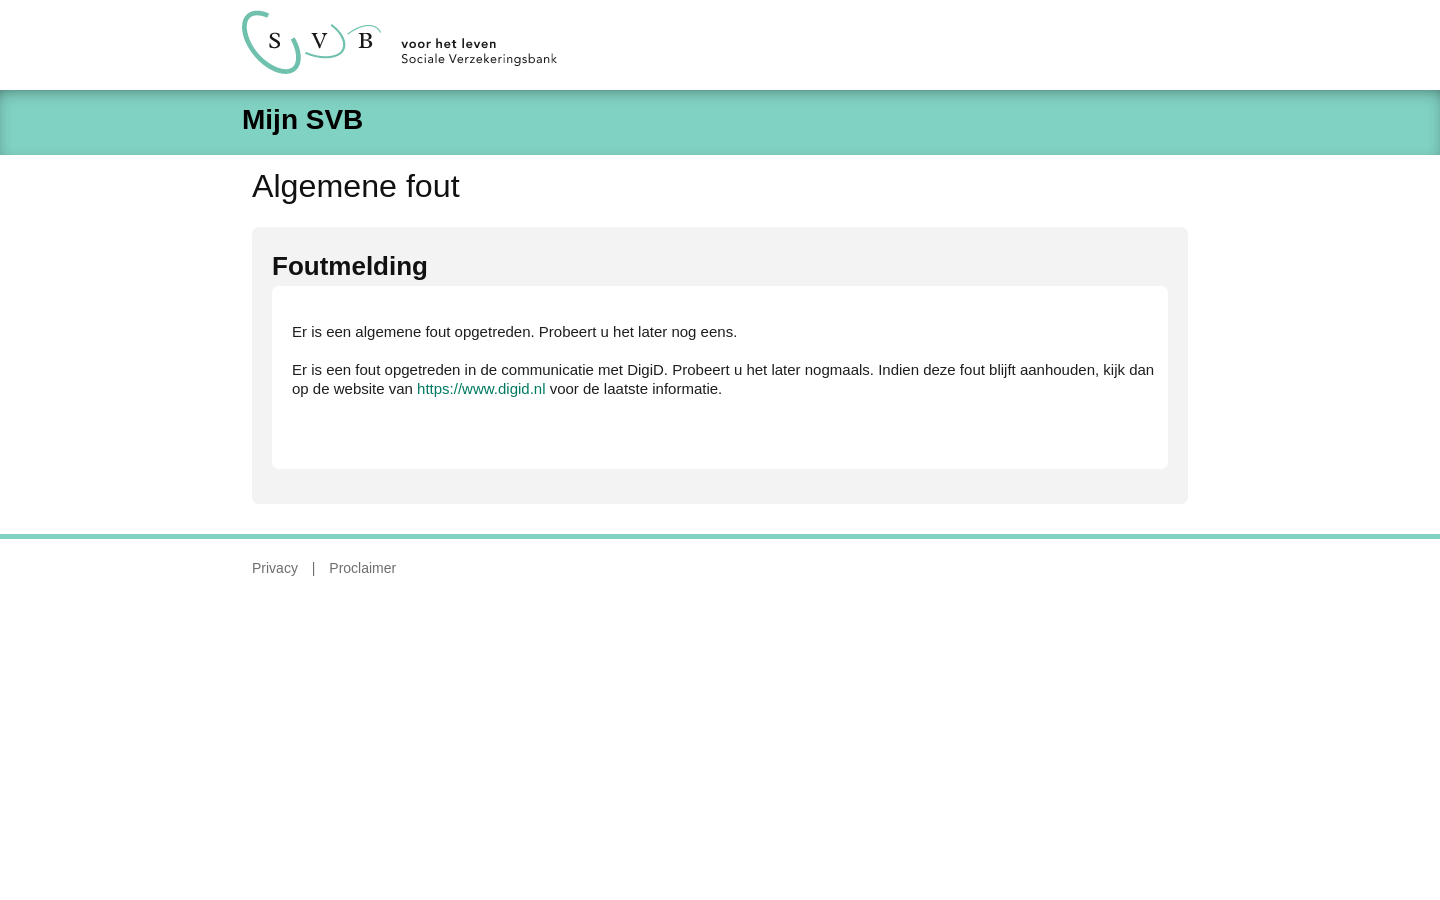 S V B
voor het leven
Sociale Verzekeringsbank
Mijn SVB
Algemene fout
Foutmelding
Er is een algemene fout opgetreden. Probeert u het later nog eens.
Er is een fout opgetreden in de communicatie met DigiD. Probeert u het later nogmaals. Indien deze fout blijft aanhouden, kijk dan
op de website van https://www.digid.nl voor de laatste informatie.
Privacy | Proclaimer